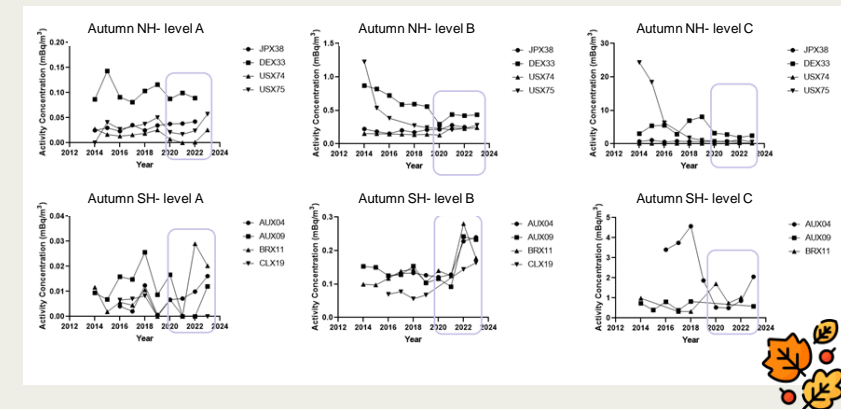 Autumn NH- level A
Activity Concentration (mBq/m³)
0.20
0.15
0.10
0.05
0.00
2012 2014 2016 2018 2020 2022 2024
Year
JPX38
DEX33
USX74
USX75
Autumn NH- level B
Activity Concentration (mBq/m³)
1.5
1.0
0.5
0.0
2012 2014 2016 2018 2020 2022 2024
Year
JPX38
DEX33
USX74
USX75
Autumn NH- level C
Activity Concentration (mBq/m³)
30
20
10
0
2012 2014 2016 2018 2020 2022 2024
Year
JPX38
DEX33
USX74
USX75
Autumn SH- level A
Activity Concentration (mBq/m³)
0.04
0.03
0.02
0.01
0.00
2012 2014 2016 2018 2020 2022 2024
Year
AUX04
AUX09
BRX11
CLX19
Autumn SH- level B
Activity Concentration (mBq/m³)
0.3
0.2
0.1
0.0
2012 2014 2016 2018 2020 2022 2024
Year
AUX04
AUX09
BRX11
CLX19
Autumn SH- level C
Activity Concentration (mBq/m³)
5
4
3
2
1
0
2012 2014 2016 2018 2020 2022 2024
Year
AUX04
AUX09
BRX11